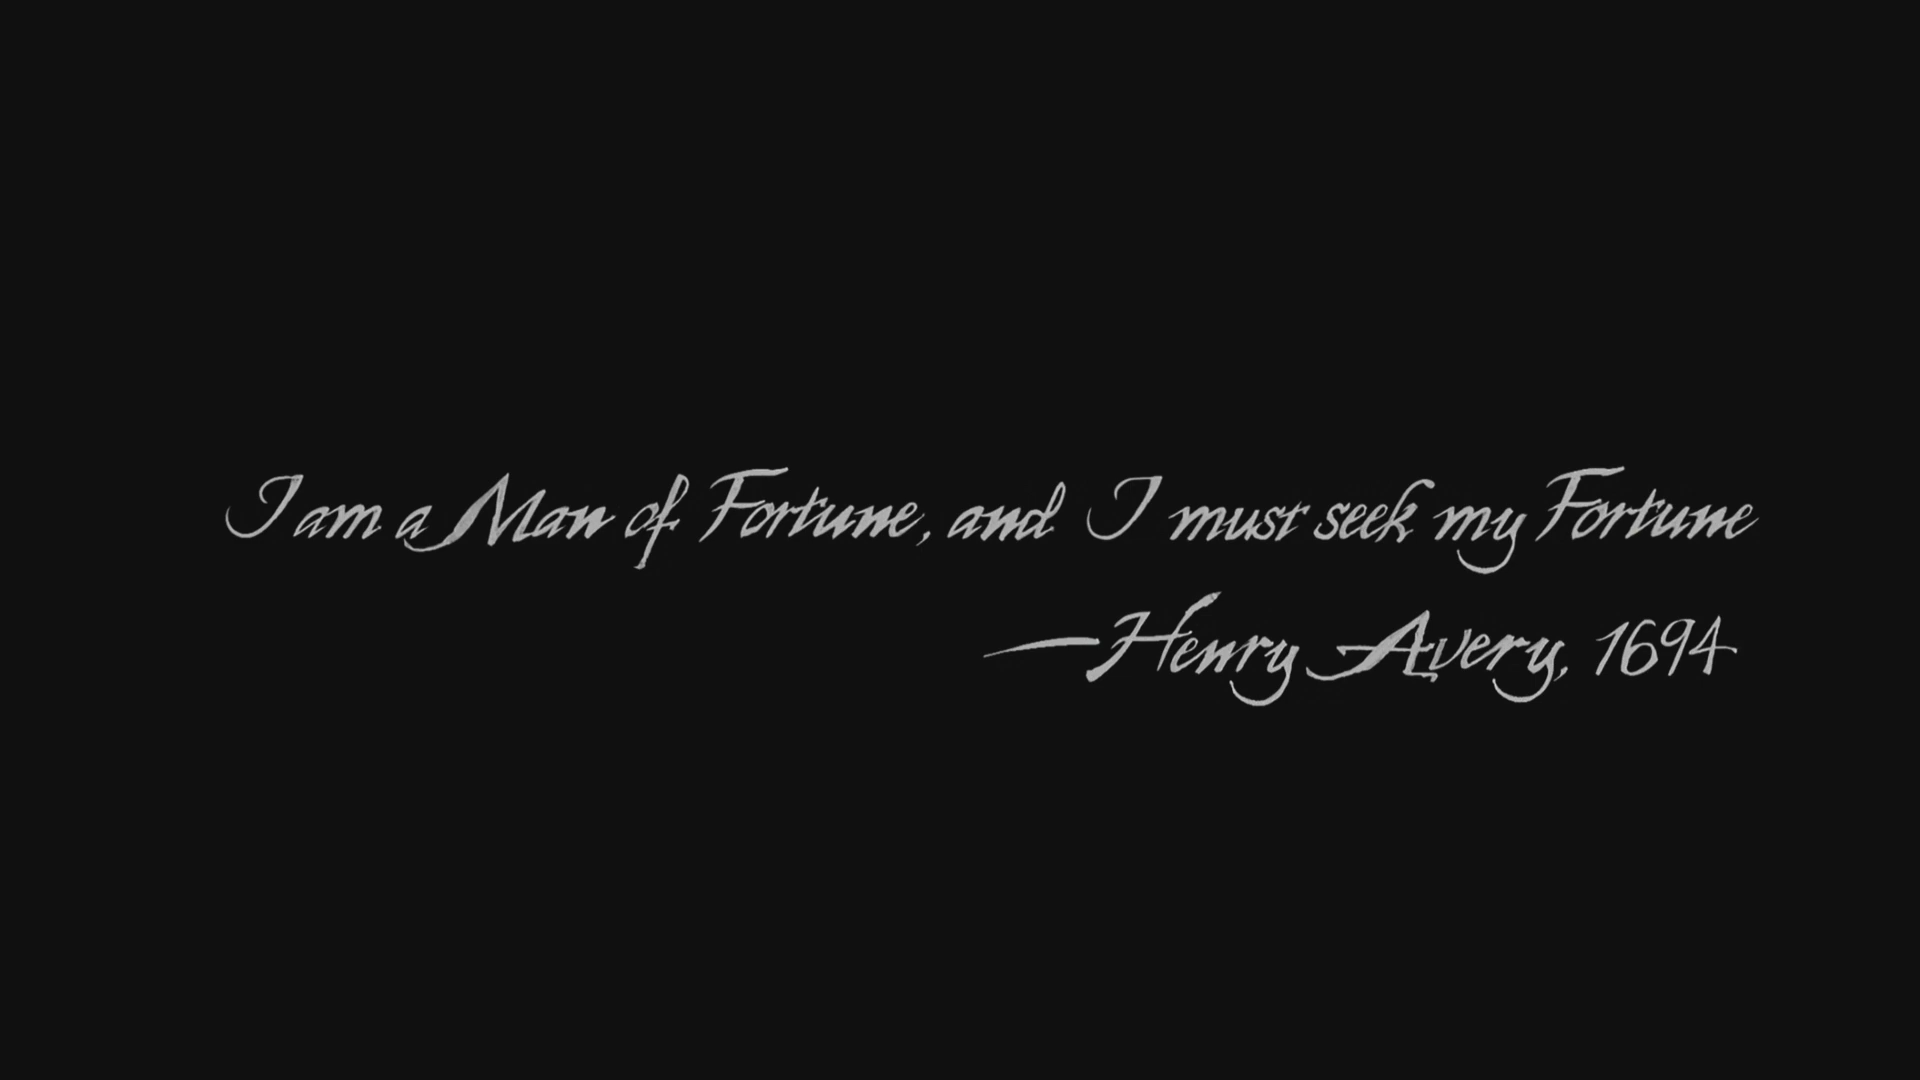 I am a Man of Fortune, and I must seek my Fortune
—Henry Avery, 1694